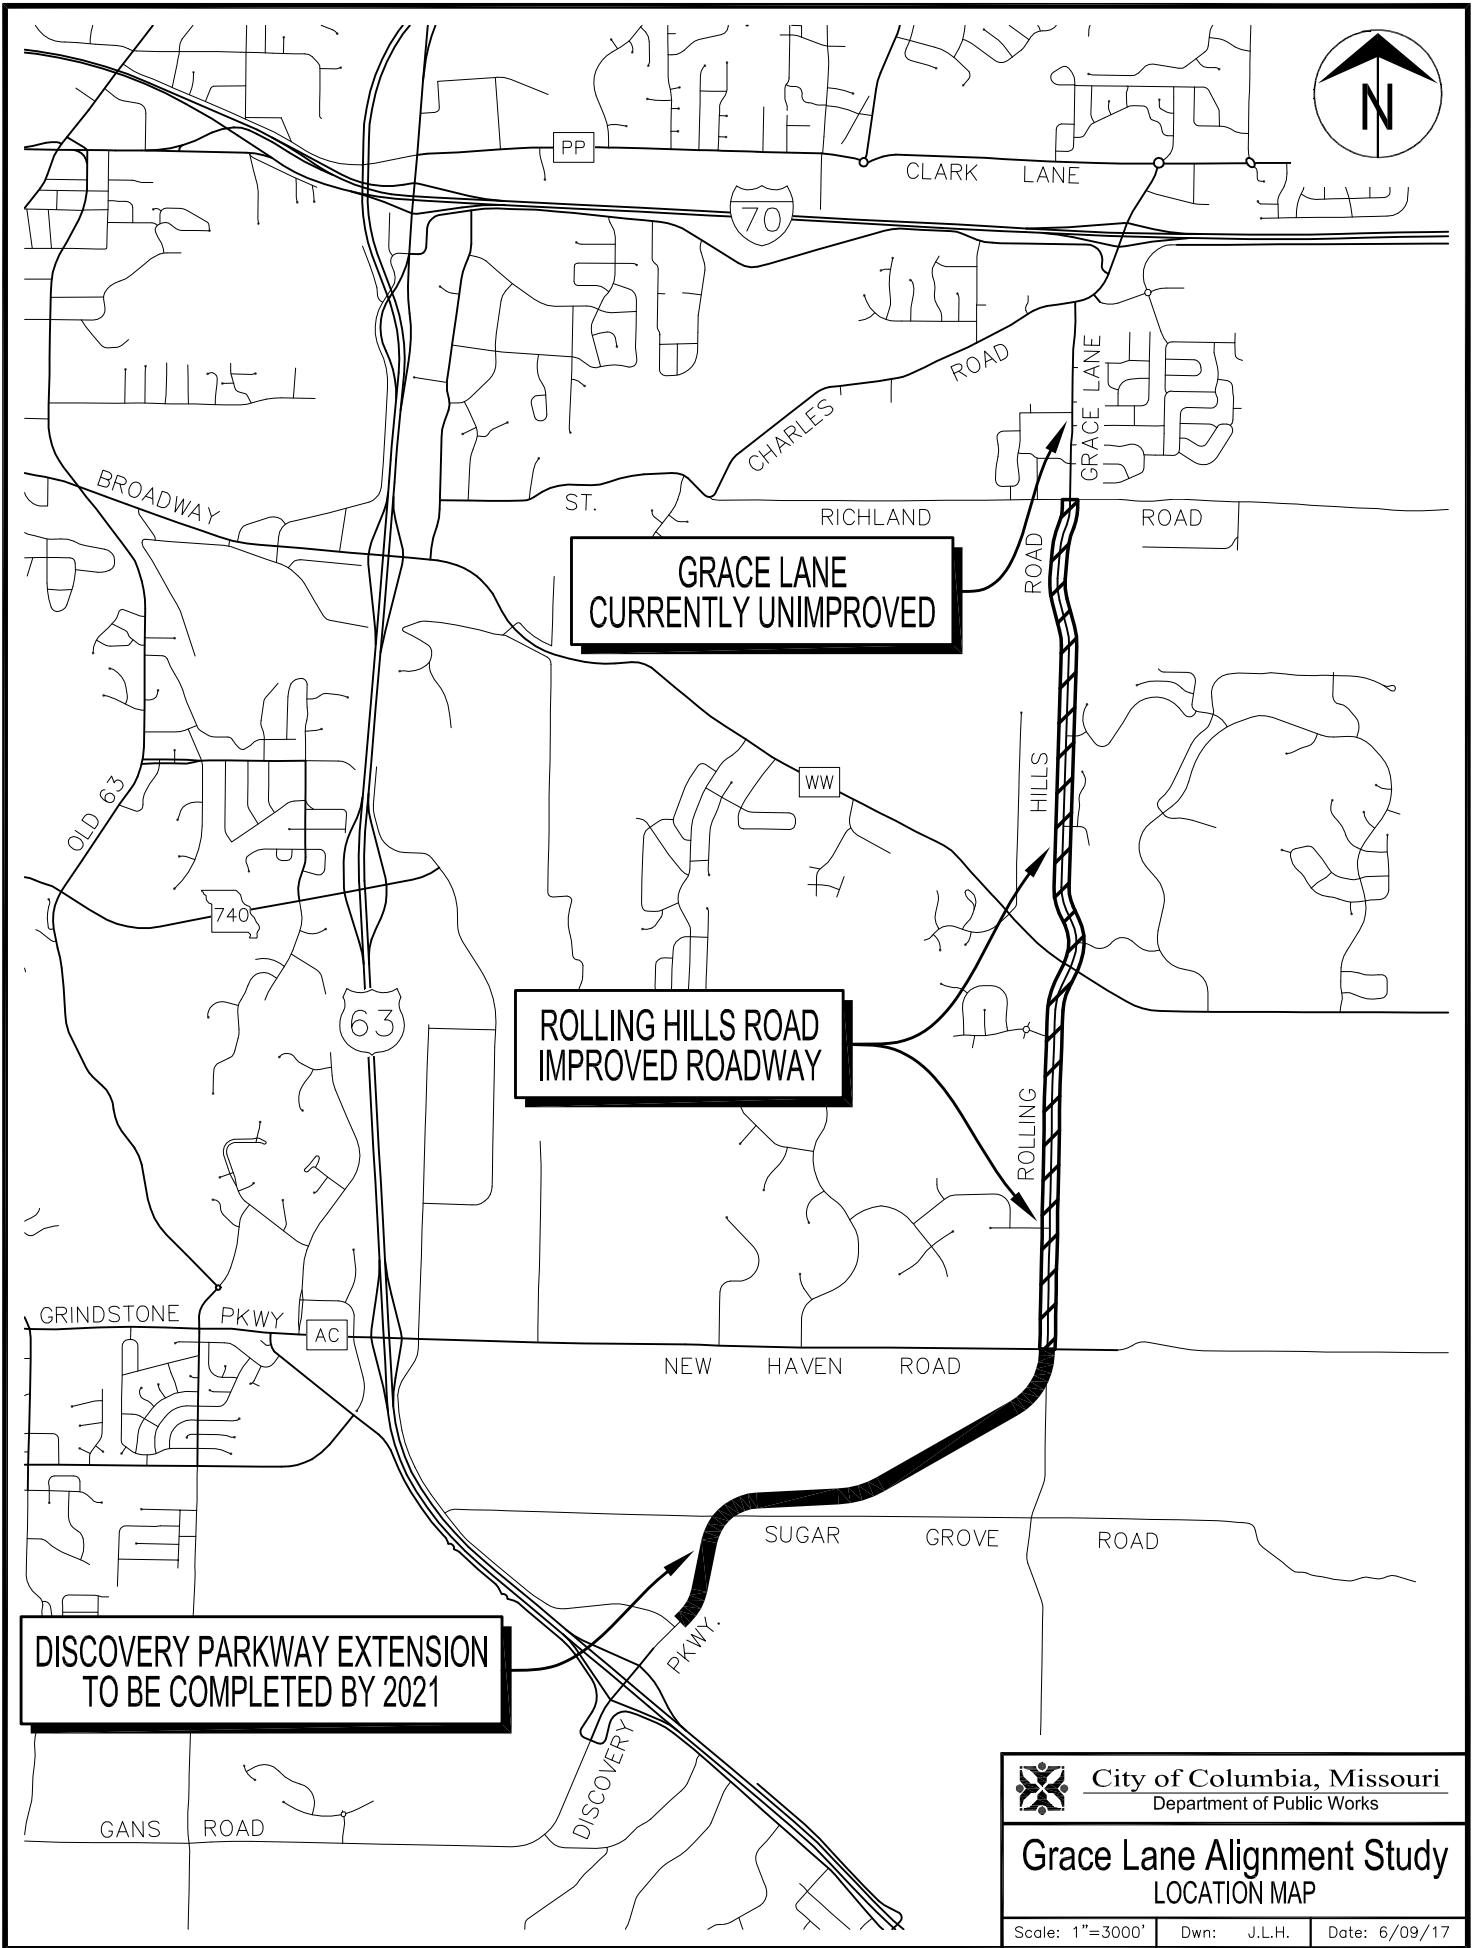 N
PP
CLARK LANE
70
ROAD
CHARLES
GRACE LANE
BROADWAY
ST.
RICHLAND
ROAD
GRACE LANE
CURRENTLY UNIMPROVED
ROAD
HILLS
WW
OLD 63
740
63
ROLLING HILLS ROAD
IMPROVED ROADWAY
ROLLING
GRINDSTONE PKWY
AC
NEW HAVEN ROAD
SUGAR GROVE ROAD
PKWY.
DISCOVERY PARKWAY EXTENSION
TO BE COMPLETED BY 2021
DISCOVERY
GANS ROAD
City of Columbia, Missouri
Department of Public Works
Grace Lane Alignment Study
LOCATION MAP
Scale: 1"=3000' Dwn: J.L.H. Date: 6/09/17